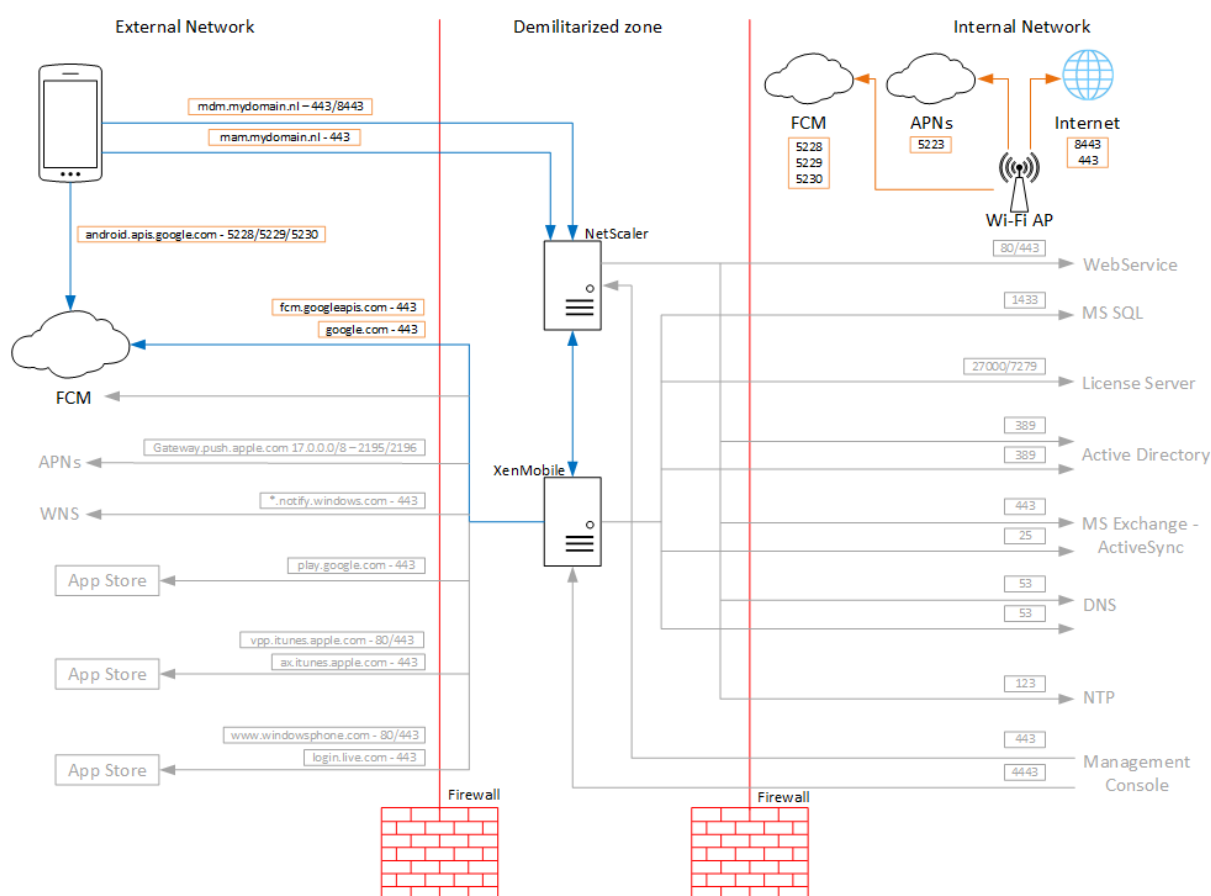 External Network
Demilitarized zone
Internal Network
mdm.mydomain.nl – 443/8443
mam.mydomain.nl - 443
android.apis.google.com - 5228/5229/5230
fcm.googleapis.com - 443
google.com - 443
FCM
Gateway.push.apple.com 17.0.0.0/8 – 2195/2196
APNs
*.notify.windows.com - 443
WNS
play.google.com - 443
App Store
vpp.itunes.apple.com - 80/443
ax.itunes.apple.com - 443
App Store
www.windowsphone.com - 80/443
login.live.com - 443
App Store
NetScaler
XenMobile
Firewall
Firewall
FCM
5228
5229
5230
APNs
5223
Internet
8443
443
Wi-Fi AP
80/443
WebService
1433
MS SQL
27000/7279
License Server
389
389
Active Directory
443
25
MS Exchange -
ActiveSync
53
53
DNS
123
NTP
443
4443
Management
Console